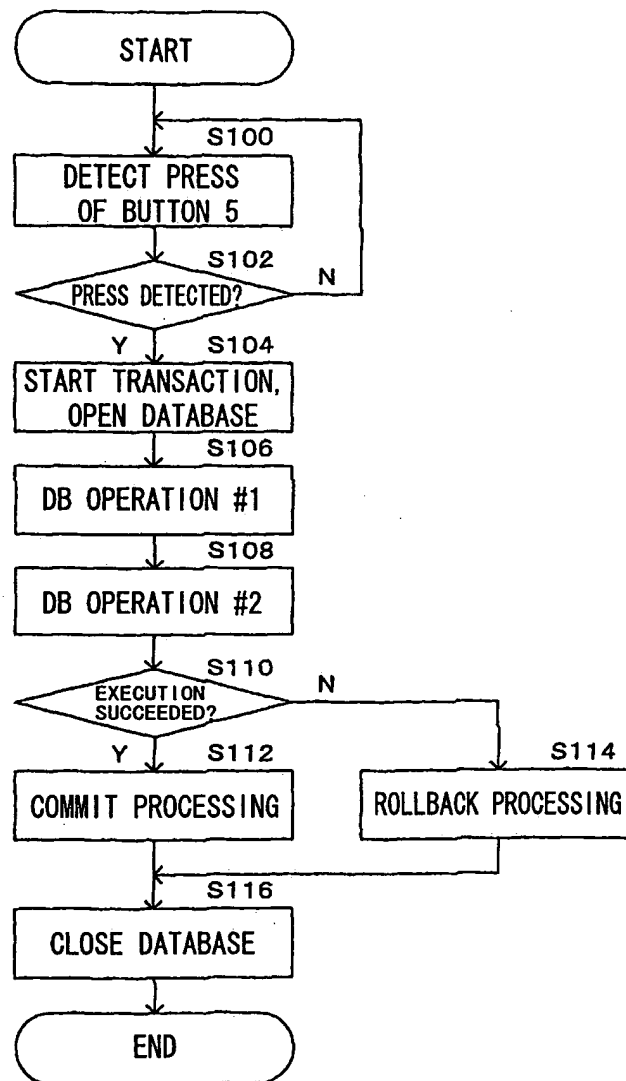 START
S100
DETECT PRESS
OF BUTTON 5
S102
PRESS DETECTED?
N
Y
S104
START TRANSACTION,
OPEN DATABASE
S106
DB OPERATION #1
S108
DB OPERATION #2
S110
EXECUTION
SUCCEEDED?
N
Y
S112
S114
COMMIT PROCESSING
ROLLBACK PROCESSING
S116
CLOSE DATABASE
END